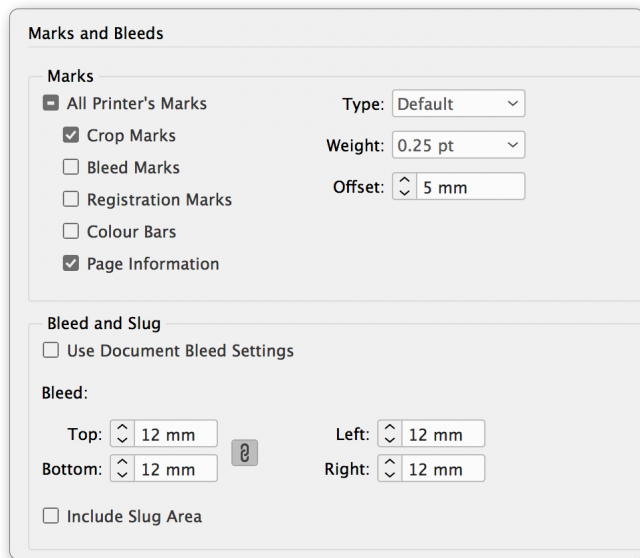 Marks and Bleeds
Marks
All Printer's Marks
Type: Default
Crop Marks
Weight: 0.25 pt
Bleed Marks
Offset: 5 mm
Registration Marks
Colour Bars
Page Information
Bleed and Slug
Use Document Bleed Settings
Bleed:
Top: 12 mm Left: 12 mm
Bottom: 12 mm Right: 12 mm
Include Slug Area